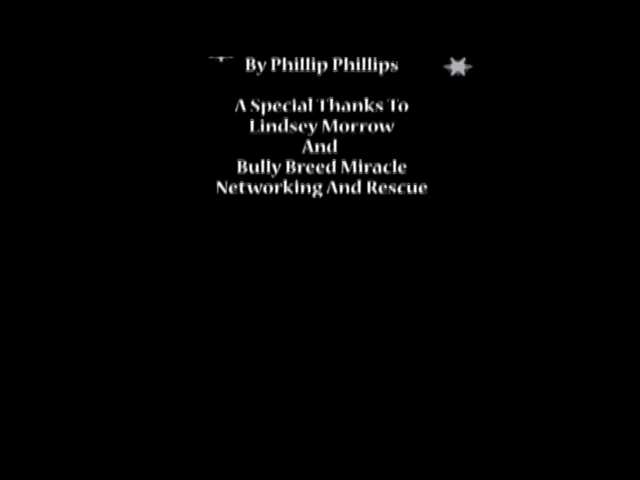 By Phillip Phillips
A Special Thanks To
Lindsey Morrow
And
Bully Breed Miracle
Networking And Rescue